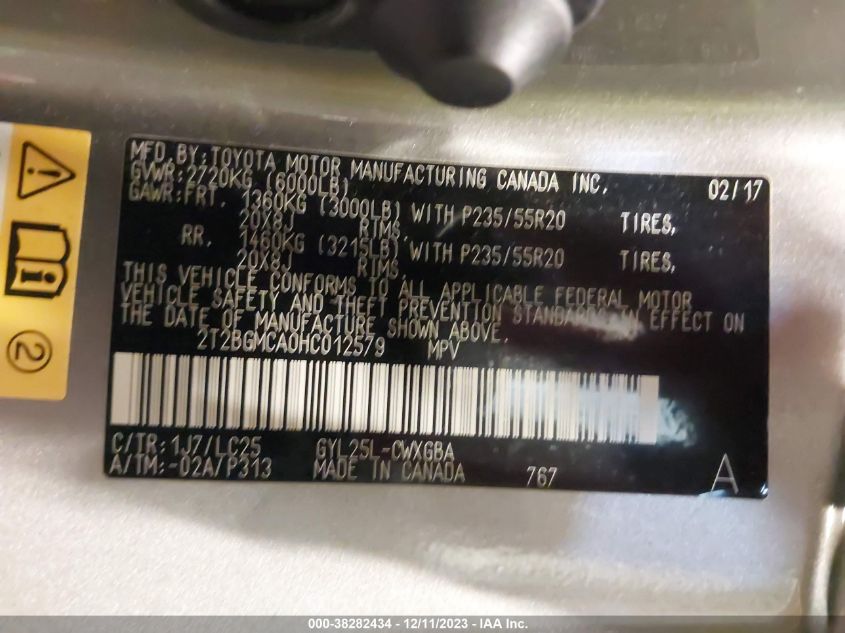 MFD.BY:TOYOTA MOTOR MANUFACTURING CANADA INC. 02/17
GVWR:2720KG (6000LB)
GAWR:FRT. 1360KG (3000LB) WITH P235/55R20 TIRES,
20X8J RIMS.
RR. 1460KG (3215LB) WITH P235/55R20 TIRES,
20X8J RIMS.
THIS VEHICLE CONFORMS TO ALL APPLICABLE FEDERAL MOTOR
VEHICLE SAFETY AND THEFT PREVENTION STANDARDS IN EFFECT ON
THE DATE OF MANUFACTURE SHOWN ABOVE.
2T2BGMCA0HC012579 MPV
C/TR:1J7/LC25 GYL25L-CWXGBA
A/TM:-02A/P313 MADE IN CANADA 767 A
2
000-38282434 - 12/11/2023 - IAA Inc.